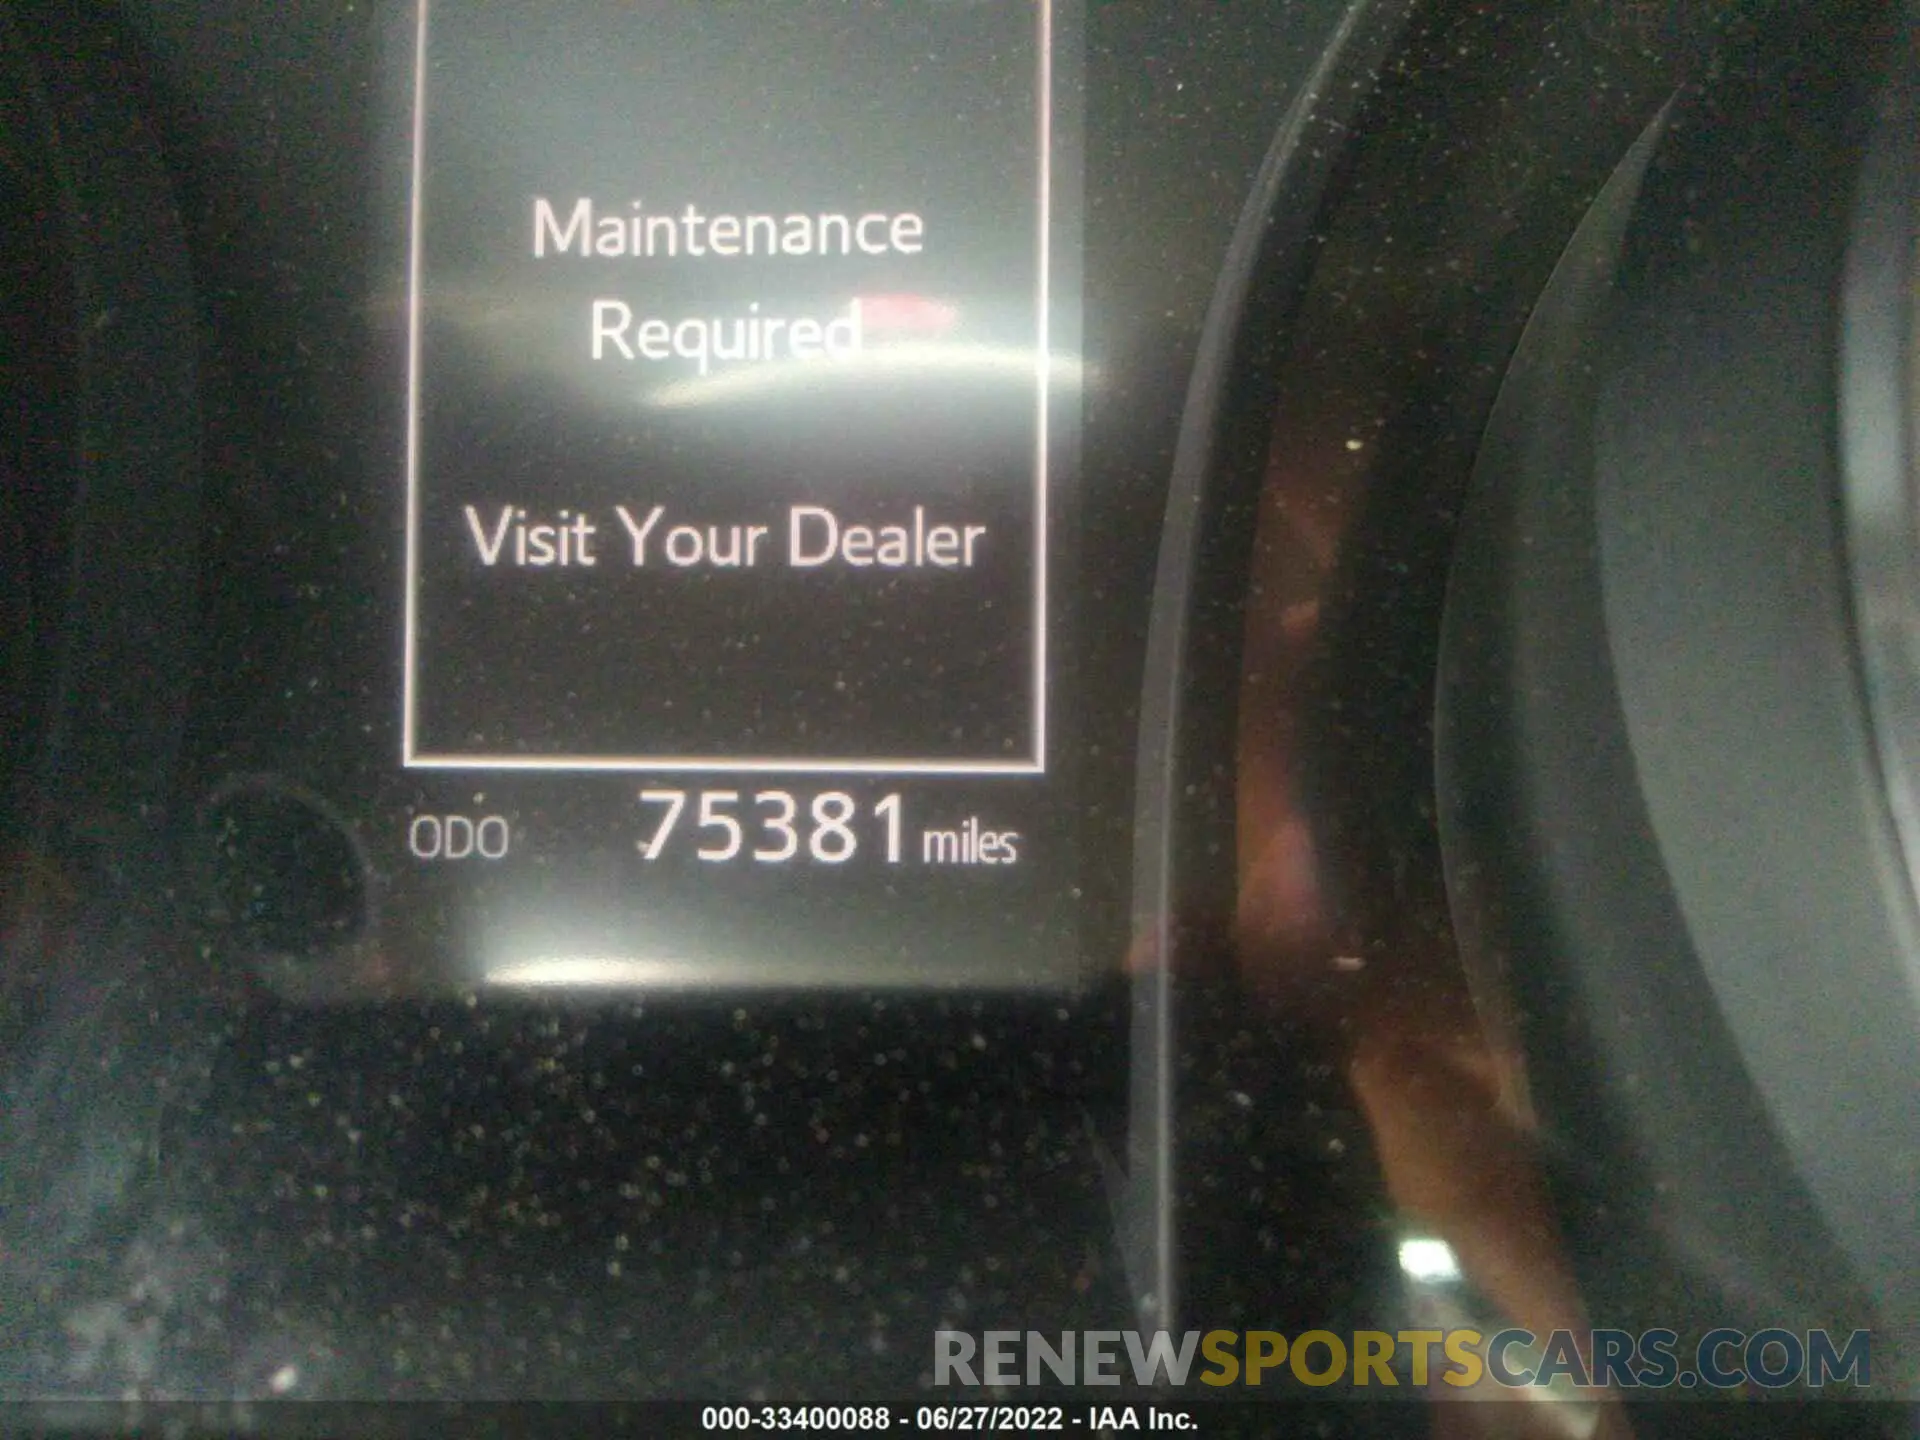 Maintenance
Required
Visit Your Dealer
ODO 75381 miles
RENEWSPORTSCARS.COM
000-33400088 - 06/27/2022 - IAA Inc.